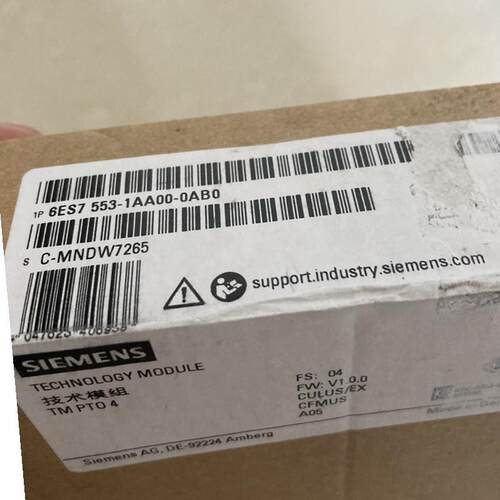 1P 6ES7 553-1AA00-0AB0
S C-MNDW7265
support.industry.siemens.com
SIEMENS
TECHNOLOGY MODULE
技术模组
TM PTO 4
FS: 04
FW: V1.0.0
CULUS/EX
CFMUS
A05
Siemens AG, DE-92224 Amberg